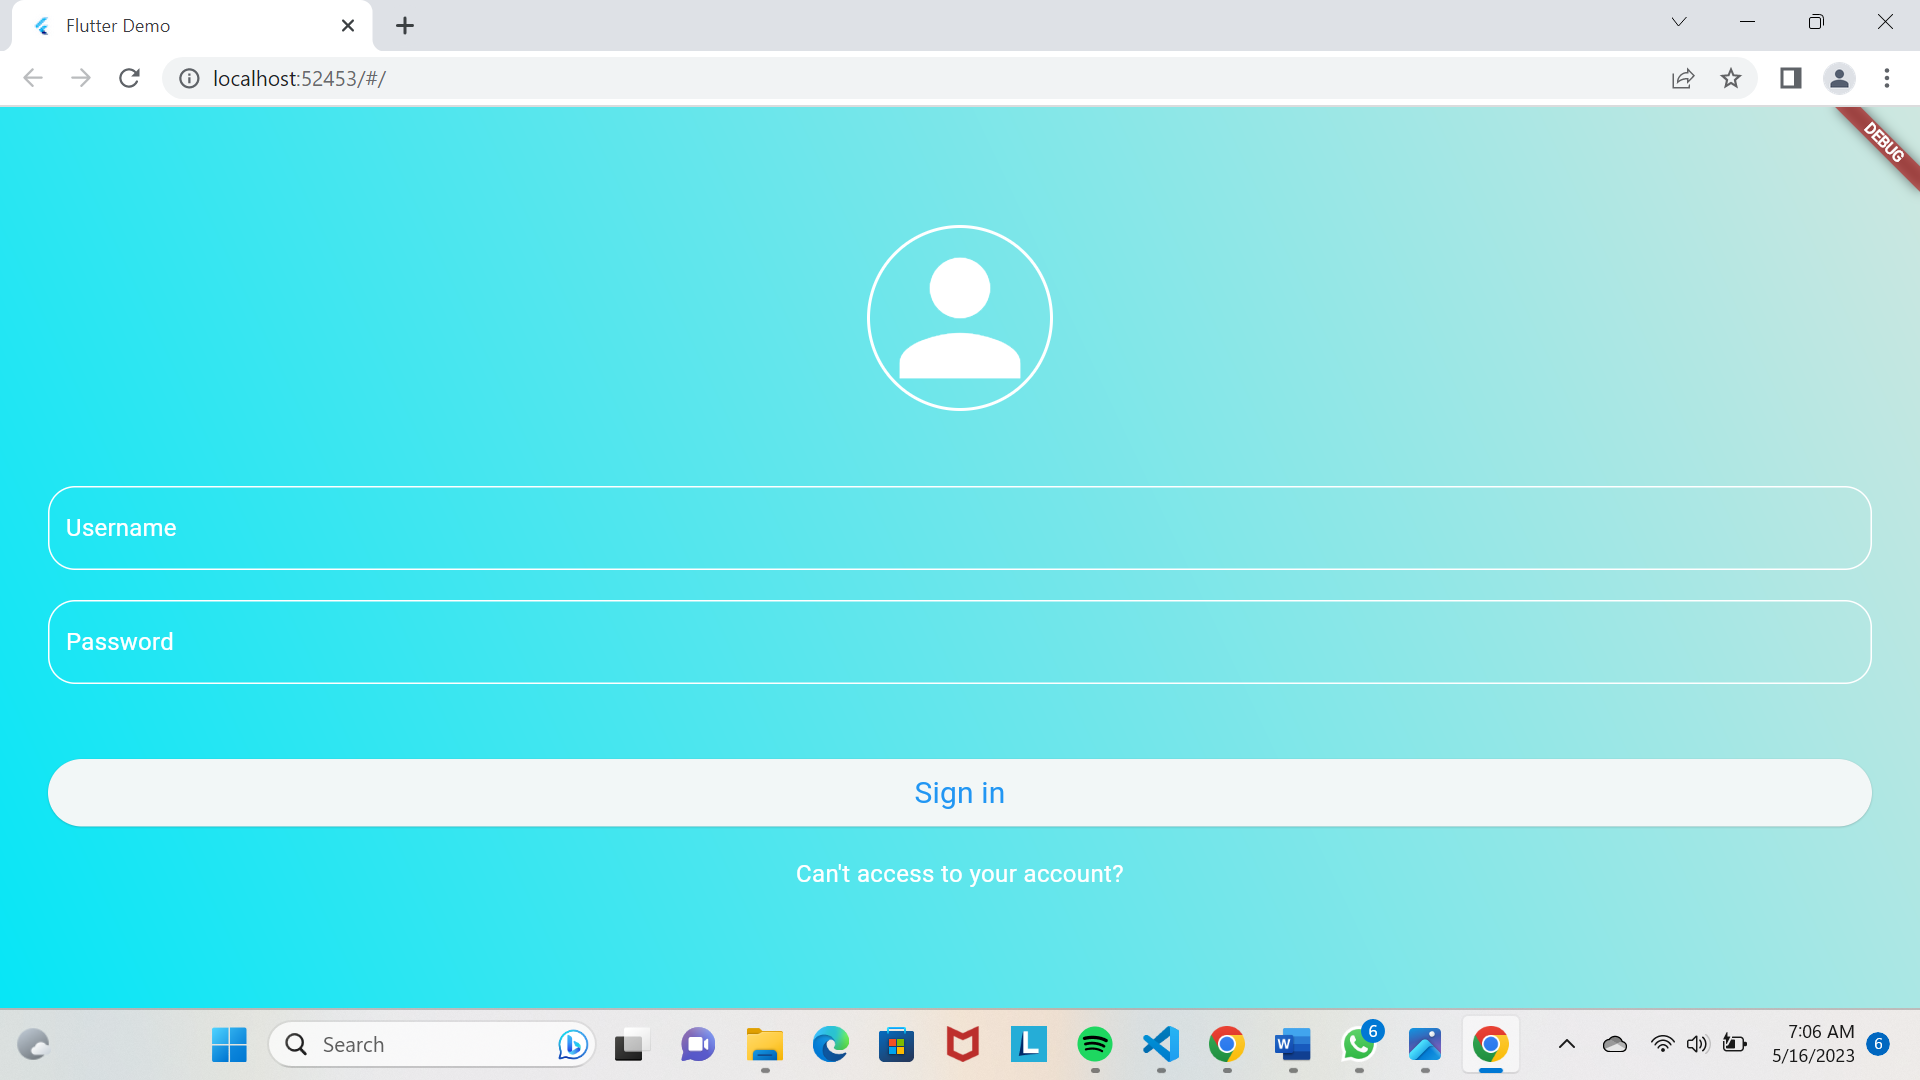 Flutter Demo
localhost:52453/#/
DEBUG
Username
Password
Sign in
Can't access to your account?
Search
L
W
6
7:06 AM
5/16/2023
6